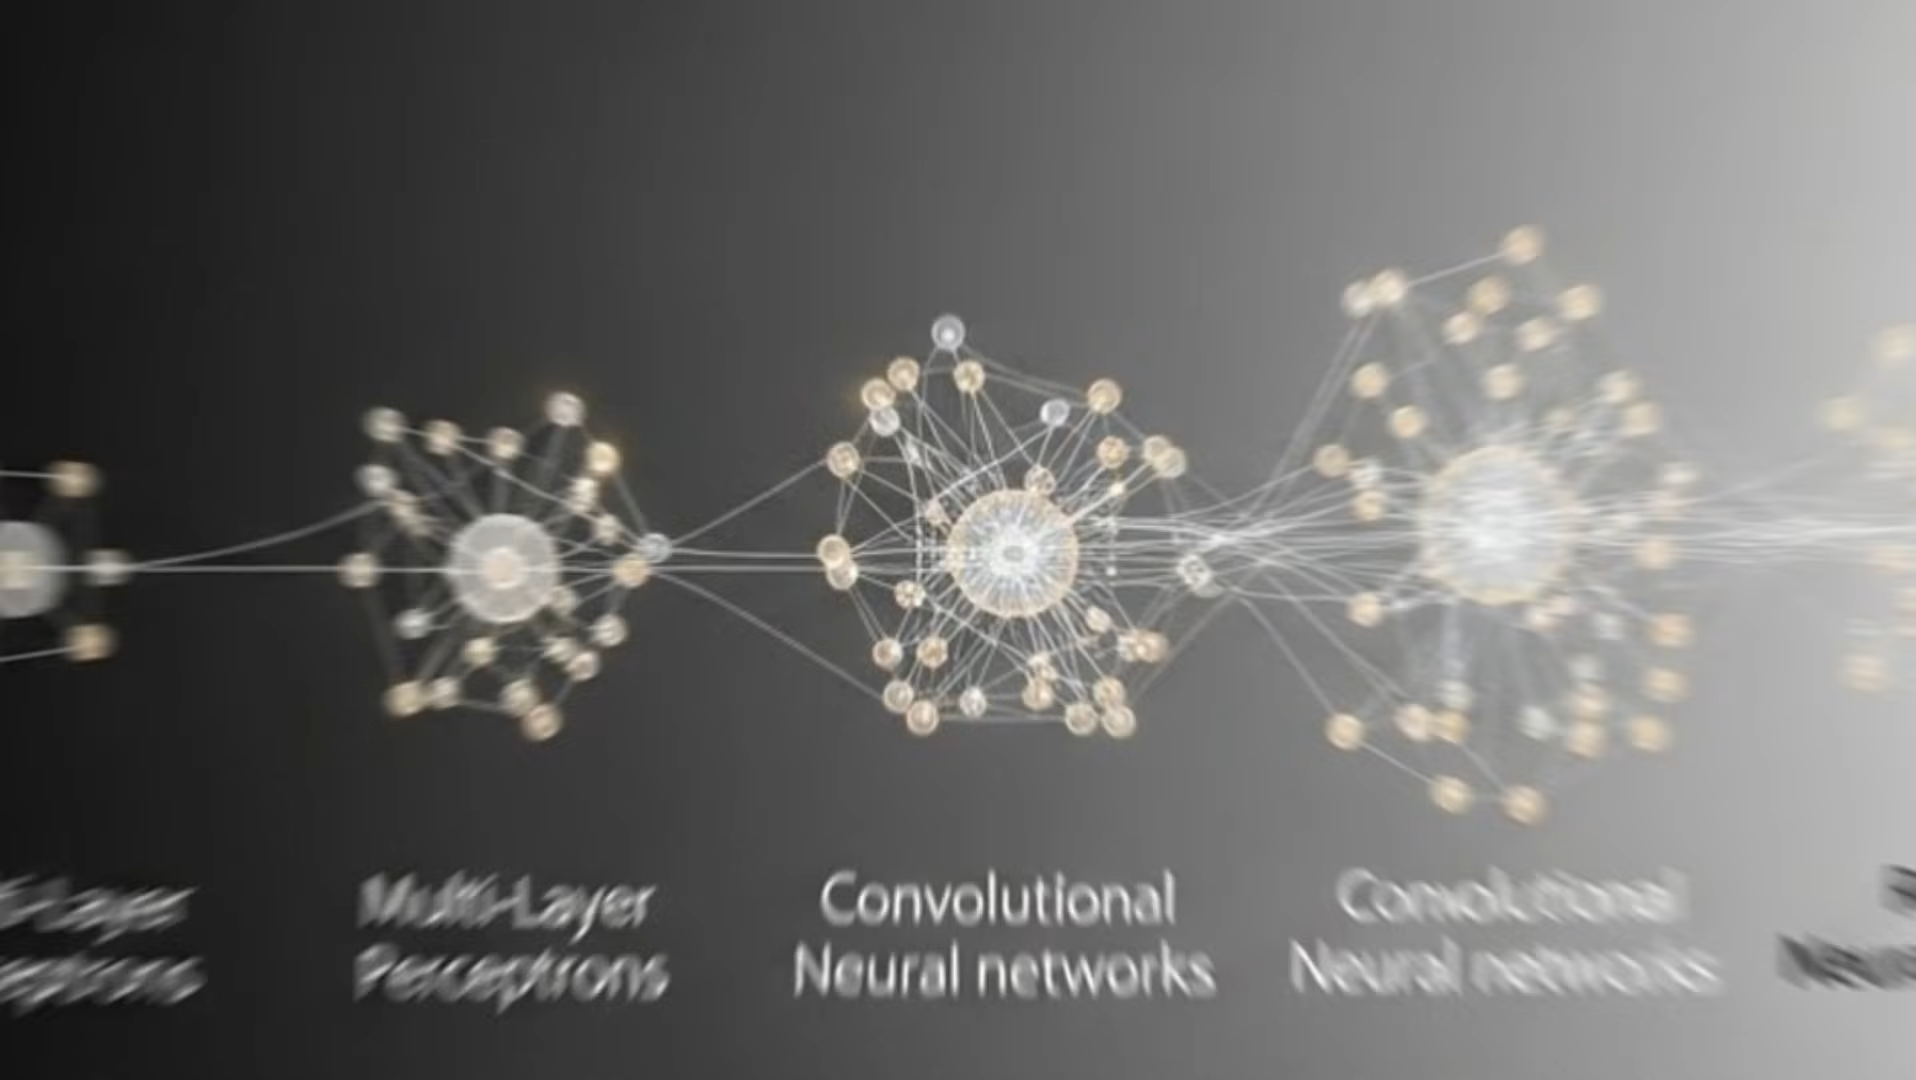 Multi-Layer
Perceptrons
Convolutional
Neural networks
Convolutional
Neural networks